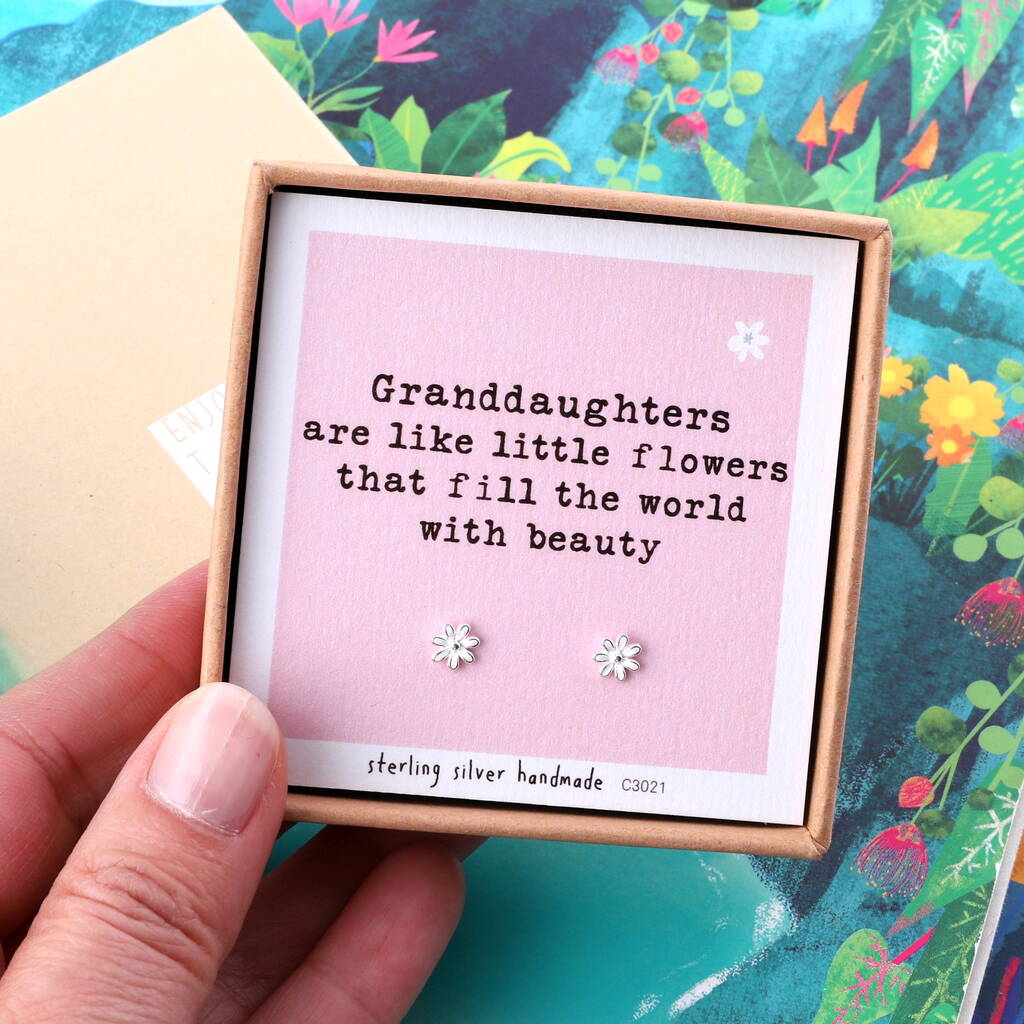 Granddaughters
are like little flowers
that fill the world
with beauty
sterling silver handmade C3021